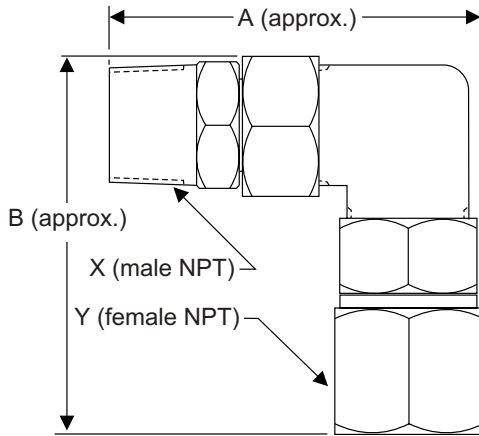 A (approx.)
B (approx.)
X (male NPT)
Y (female NPT)